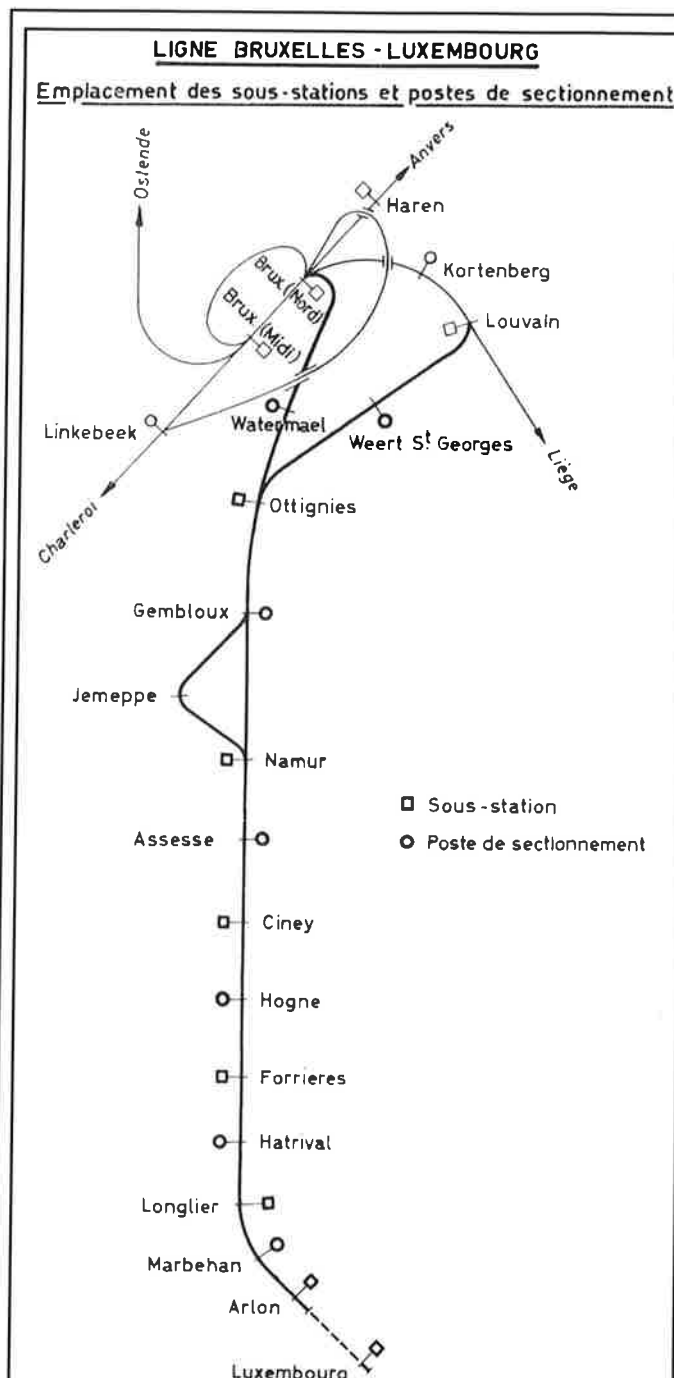 LIGNE BRUXELLES - LUXEMBOURG
Emplacement des sous-stations et postes de sectionnement
Ostende
Anvers
Haren
Brux (Nord)
Kortenberg
Brux (Midi)
Louvain
Linkebeek
Watermael
Weert St Georges
Liège
Charleroi
Ottignies
Gembloux
Jemeppe
Namur
Sous-station
Assesse
Poste de sectionnement
Ciney
Hogne
Forrieres
Hatrival
Longlier
Marbehan
Arlon
Luxembourg